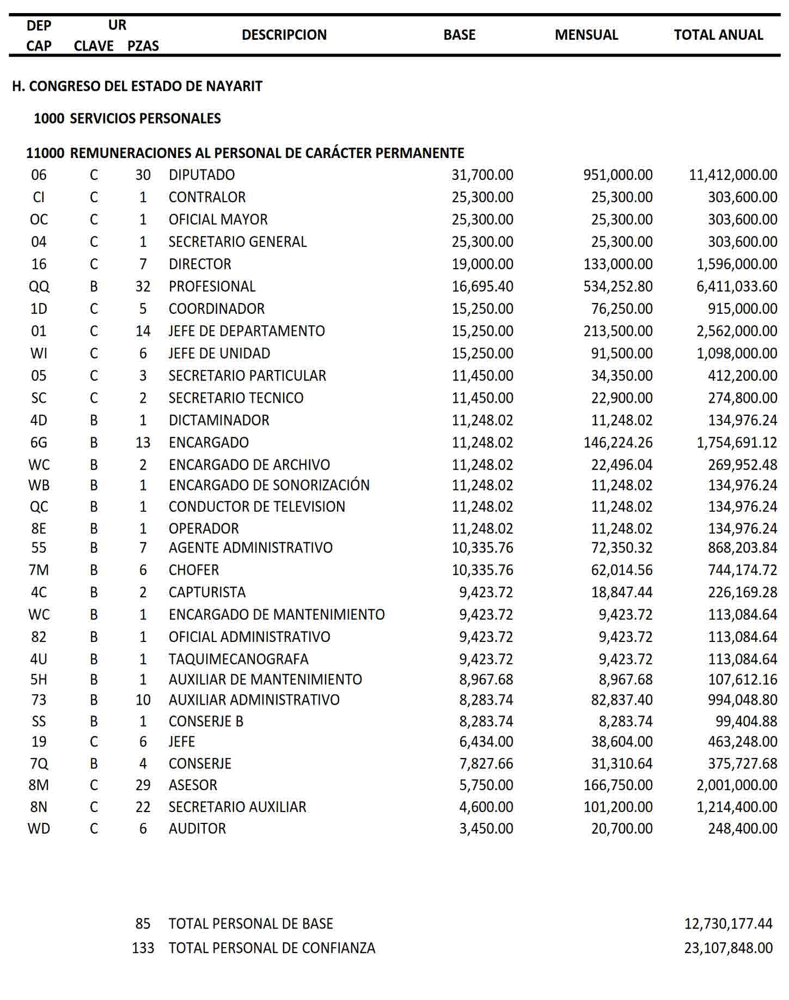 DEP UR DESCRIPCION BASE MENSUAL TOTAL ANUAL
CAP CLAVE PZAS
H. CONGRESO DEL ESTADO DE NAYARIT
1000 SERVICIOS PERSONALES
11000 REMUNERACIONES AL PERSONAL DE CARÁCTER PERMANENTE
06 C 30 DIPUTADO 31,700.00 951,000.00 11,412,000.00
CI C 1 CONTRALOR 25,300.00 25,300.00 303,600.00
OC C 1 OFICIAL MAYOR 25,300.00 25,300.00 303,600.00
04 C 1 SECRETARIO GENERAL 25,300.00 25,300.00 303,600.00
16 C 7 DIRECTOR 19,000.00 133,000.00 1,596,000.00
QQ B 32 PROFESIONAL 16,695.40 534,252.80 6,411,033.60
1D C 5 COORDINADOR 15,250.00 76,250.00 915,000.00
01 C 14 JEFE DE DEPARTAMENTO 15,250.00 213,500.00 2,562,000.00
WI C 6 JEFE DE UNIDAD 15,250.00 91,500.00 1,098,000.00
05 C 3 SECRETARIO PARTICULAR 11,450.00 34,350.00 412,200.00
SC C 2 SECRETARIO TECNICO 11,450.00 22,900.00 274,800.00
4D B 1 DICTAMINADOR 11,248.02 11,248.02 134,976.24
6G B 13 ENCARGADO 11,248.02 146,224.26 1,754,691.12
WC B 2 ENCARGADO DE ARCHIVO 11,248.02 22,496.04 269,952.48
WB B 1 ENCARGADO DE SONORIZACIÓN 11,248.02 11,248.02 134,976.24
QC B 1 CONDUCTOR DE TELEVISION 11,248.02 11,248.02 134,976.24
8E B 1 OPERADOR 11,248.02 11,248.02 134,976.24
55 B 7 AGENTE ADMINISTRATIVO 10,335.76 72,350.32 868,203.84
7M B 6 CHOFER 10,335.76 62,014.56 744,174.72
4C B 2 CAPTURISTA 9,423.72 18,847.44 226,169.28
WC B 1 ENCARGADO DE MANTENIMIENTO 9,423.72 9,423.72 113,084.64
82 B 1 OFICIAL ADMINISTRATIVO 9,423.72 9,423.72 113,084.64
4U B 1 TAQUIMECANOGRAFA 9,423.72 9,423.72 113,084.64
5H B 1 AUXILIAR DE MANTENIMIENTO 8,967.68 8,967.68 107,612.16
73 B 10 AUXILIAR ADMINISTRATIVO 8,283.74 82,837.40 994,048.80
SS B 1 CONSERJE B 8,283.74 8,283.74 99,404.88
19 C 6 JEFE 6,434.00 38,604.00 463,248.00
7Q B 4 CONSERJE 7,827.66 31,310.64 375,727.68
8M C 29 ASESOR 5,750.00 166,750.00 2,001,000.00
8N C 22 SECRETARIO AUXILIAR 4,600.00 101,200.00 1,214,400.00
WD C 6 AUDITOR 3,450.00 20,700.00 248,400.00
85 TOTAL PERSONAL DE BASE 12,730,177.44
133 TOTAL PERSONAL DE CONFIANZA 23,107,848.00